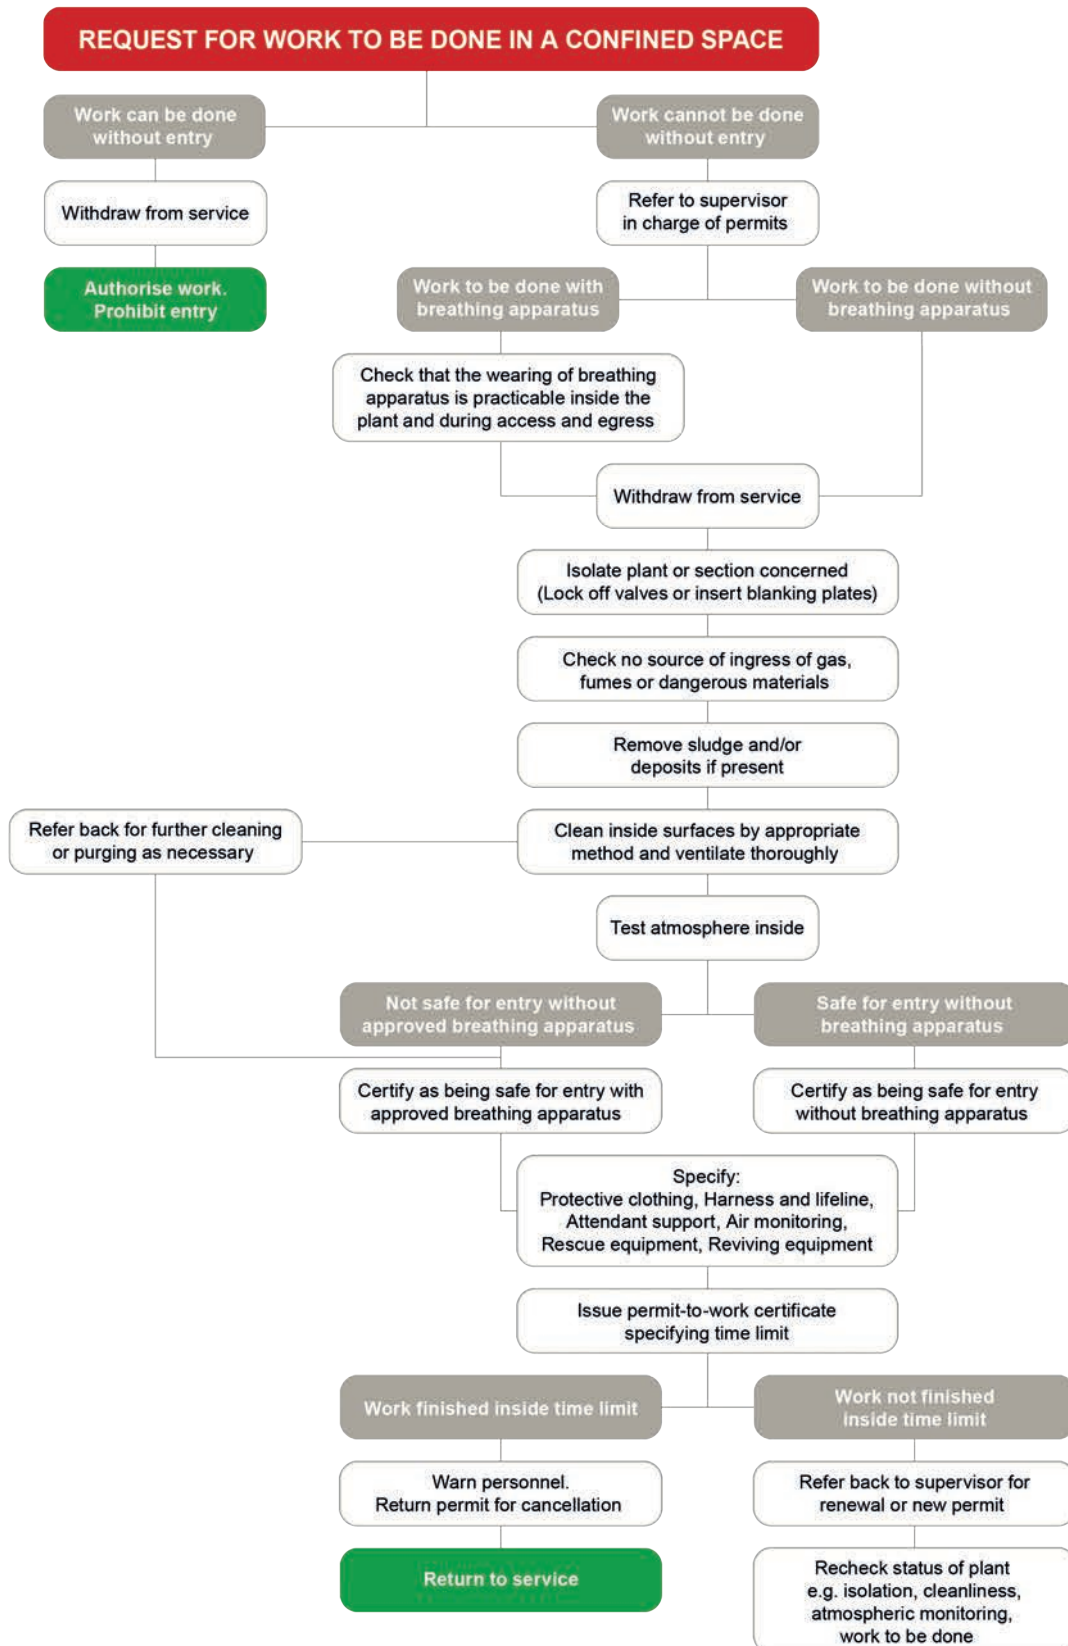 REQUEST FOR WORK TO BE DONE IN A CONFINED SPACE
Work can be done
without entry
Work cannot be done
without entry
Withdraw from service
Refer to supervisor
in charge of permits
Authorise work.
Prohibit entry
Work to be done with
breathing apparatus
Work to be done without
breathing apparatus
Check that the wearing of breathing
apparatus is practicable inside the
plant and during access and egress
Withdraw from service
Isolate plant or section concerned
(Lock off valves or insert blanking plates)
Check no source of ingress of gas,
fumes or dangerous materials
Remove sludge and/or
deposits if present
Refer back for further cleaning
or purging as necessary
Clean inside surfaces by appropriate
method and ventilate thoroughly
Test atmosphere inside
Not safe for entry without
approved breathing apparatus
Safe for entry without
breathing apparatus
Certify as being safe for entry with
approved breathing apparatus
Certify as being safe for entry
without breathing apparatus
Specify:
Protective clothing, Harness and lifeline,
Attendant support, Air monitoring,
Rescue equipment, Reviving equipment
Issue permit-to-work certificate
specifying time limit
Work finished inside time limit
Work not finished
inside time limit
Warn personnel.
Return permit for cancellation
Refer back to supervisor for
renewal or new permit
Return to service
Recheck status of plant
e.g. isolation, cleanliness,
atmospheric monitoring,
work to be done